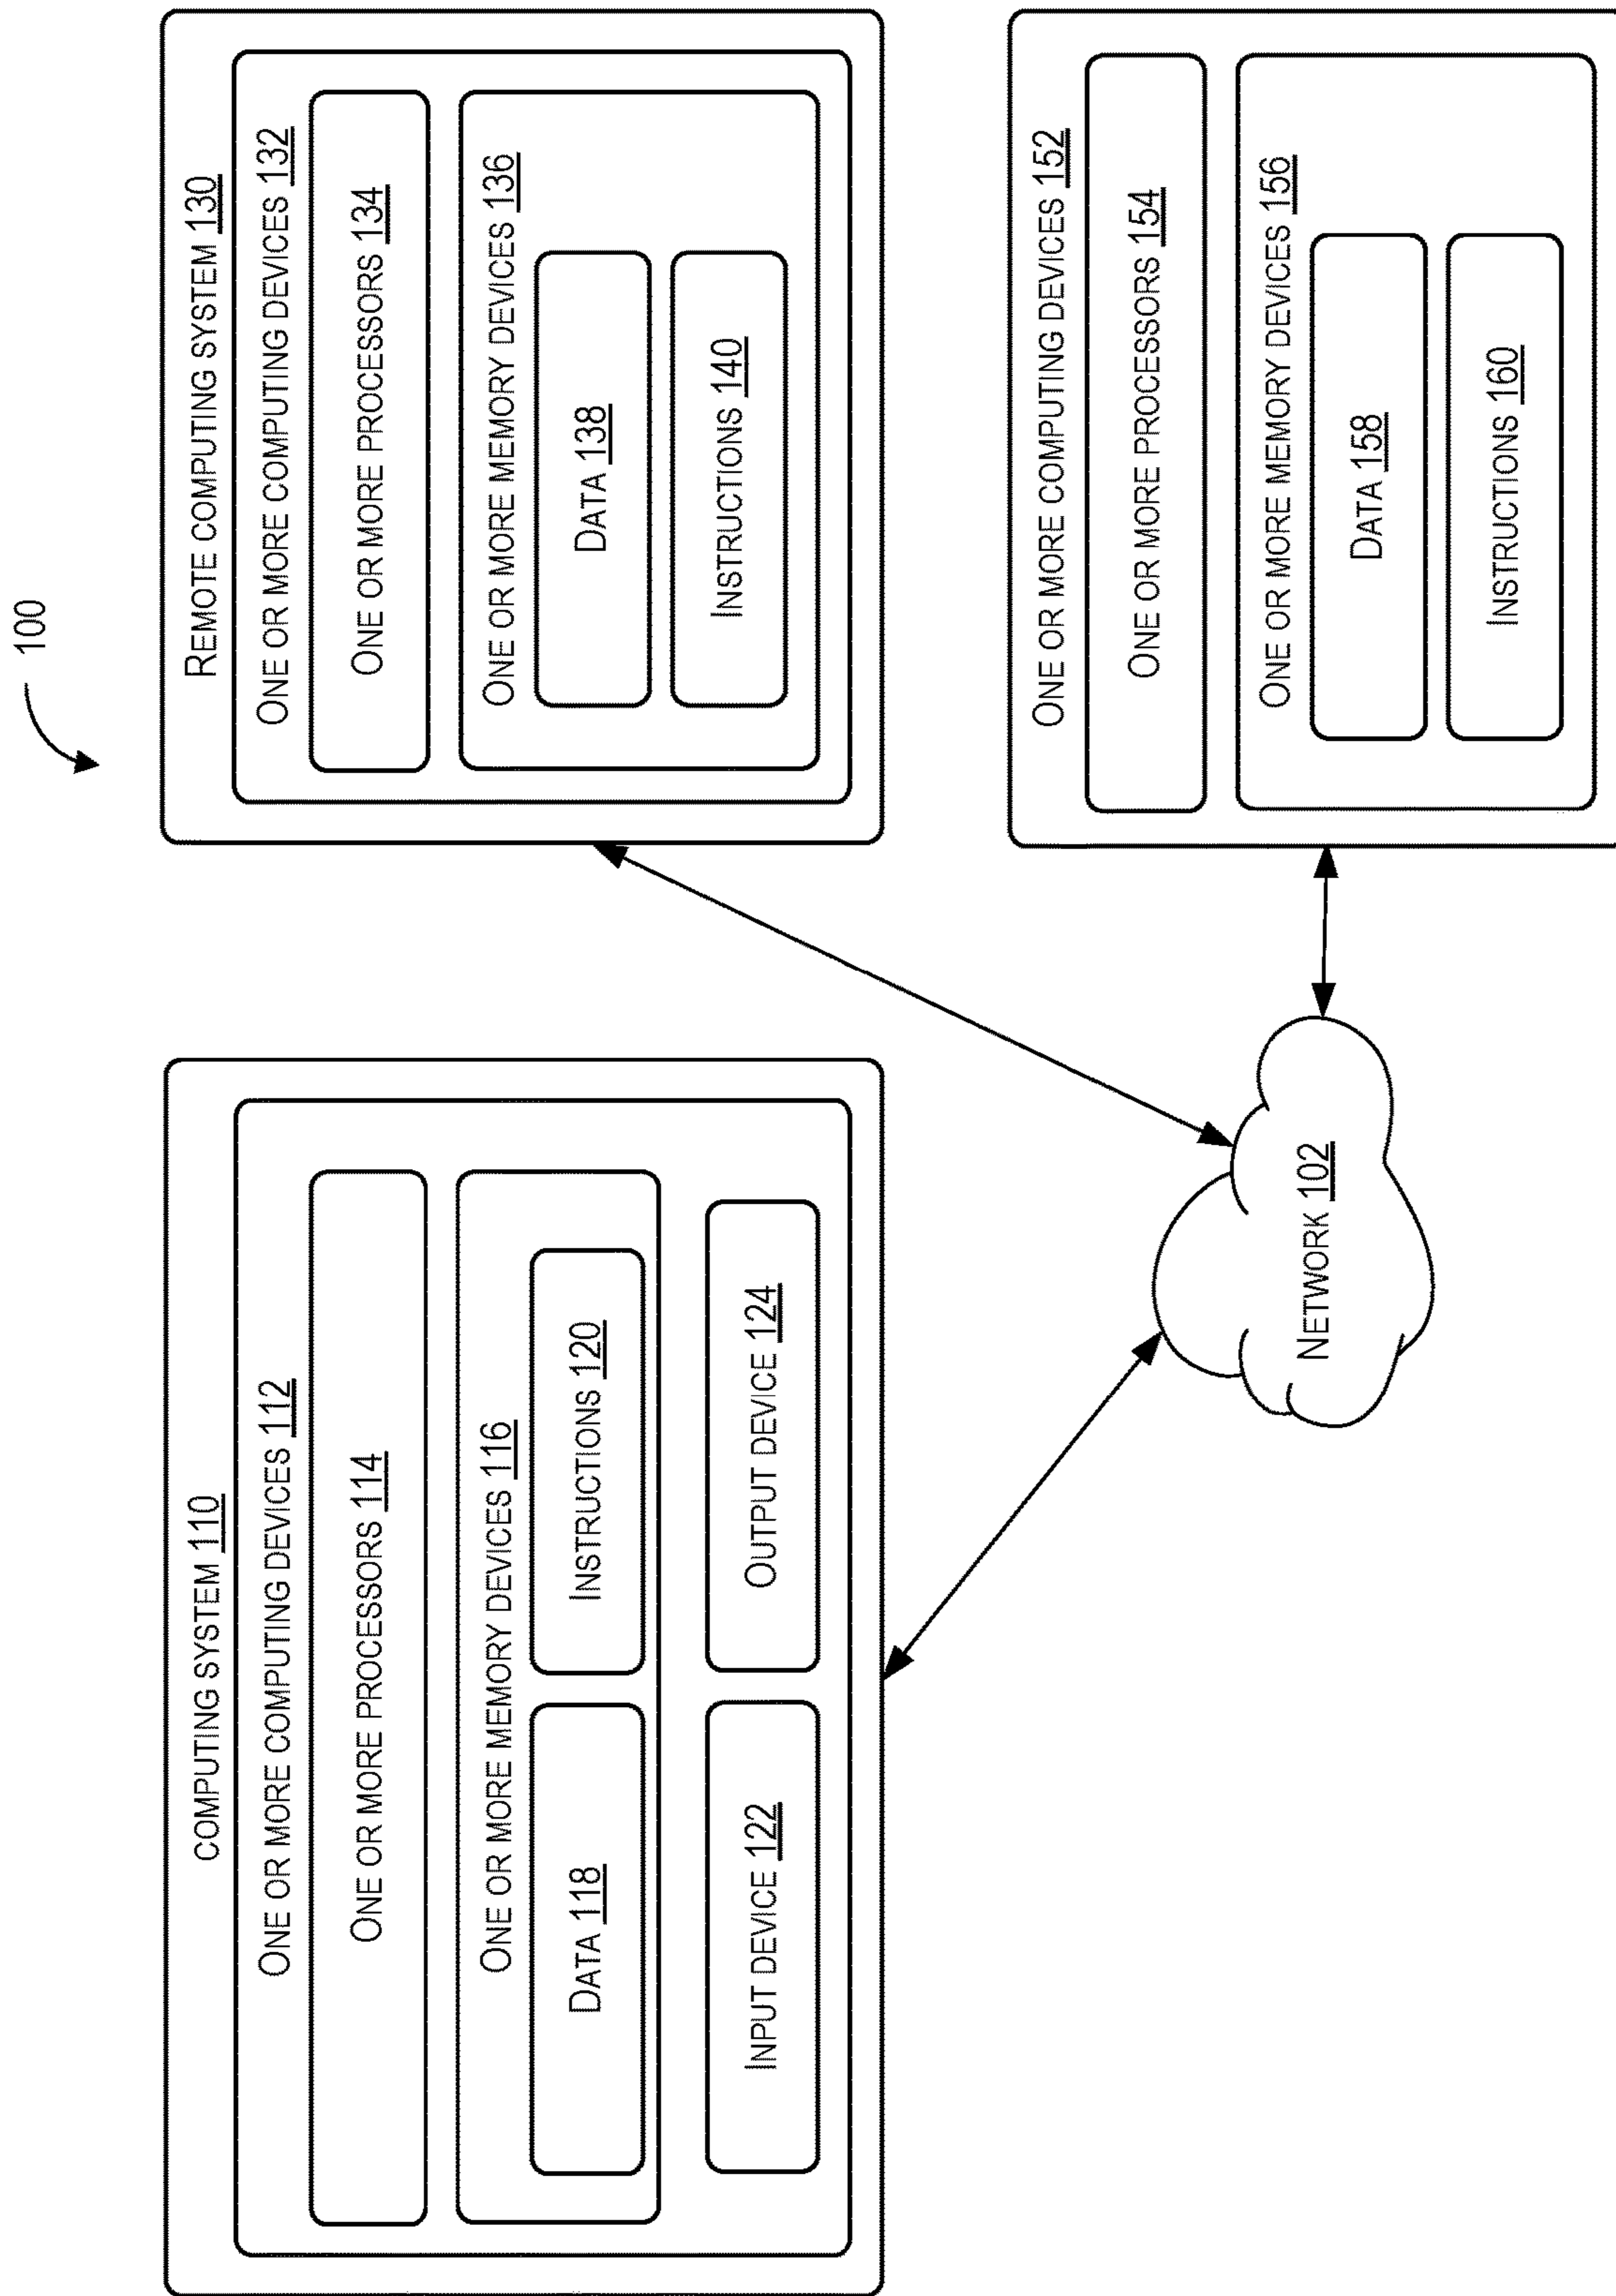 100
COMPUTING SYSTEM 110
ONE OR MORE COMPUTING DEVICES 112
ONE OR MORE PROCESSORS 114
ONE OR MORE MEMORY DEVICES 116
DATA 118
INSTRUCTIONS 120
INPUT DEVICE 122
OUTPUT DEVICE 124
REMOTE COMPUTING SYSTEM 130
ONE OR MORE COMPUTING DEVICES 132
ONE OR MORE PROCESSORS 134
ONE OR MORE MEMORY DEVICES 136
DATA 138
INSTRUCTIONS 140
NETWORK 102
ONE OR MORE COMPUTING DEVICES 152
ONE OR MORE PROCESSORS 154
ONE OR MORE MEMORY DEVICES 156
DATA 158
INSTRUCTIONS 160